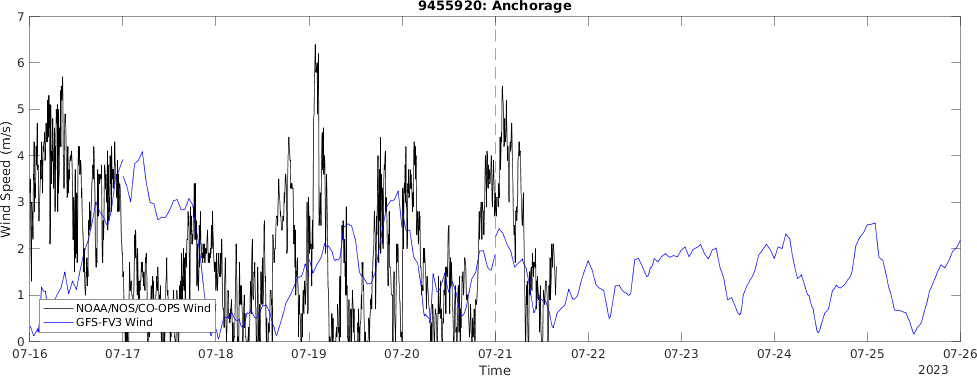 9455920: Anchorage
Wind Speed (m/s)
7
6
5
4
3
2
1
0
NOAA/NOS/CO-OPS Wind
GFS-FV3 Wind
07-16 07-17 07-18 07-19 07-20 07-21 07-22 07-23 07-24 07-25 07-26
Time
2023